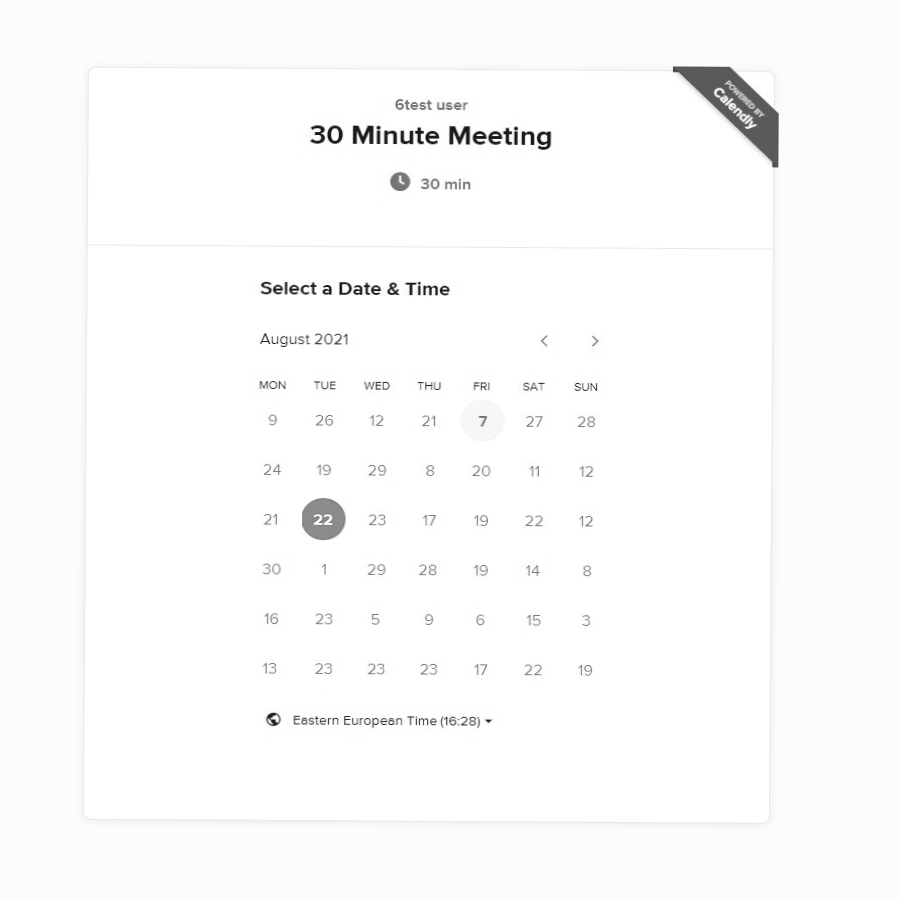 POWERED BY
Calendly
6test user
30 Minute Meeting
30 min
Select a Date & Time
August 2021
MON TUE WED THU FRI SAT SUN
9 26 12 21 7 27 28
24 19 29 8 20 11 12
21 22 23 17 19 22 12
30 1 29 28 19 14 8
16 23 5 9 6 15 3
13 23 23 23 17 22 19
Eastern European Time (16:28)